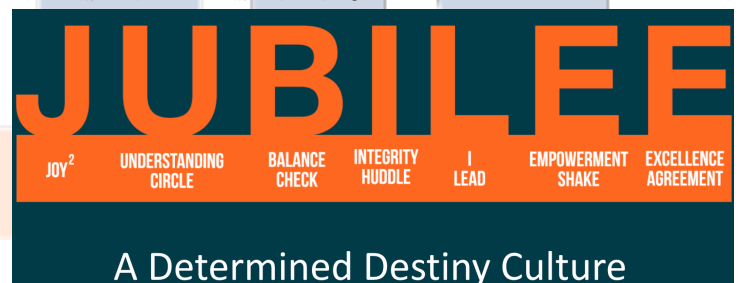 JUBILEE
JOY²
UNDERSTANDING
CIRCLE
BALANCE
CHECK
INTEGRITY
HUDDLE
I
LEAD
EMPOWERMENT
SHAKE
EXCELLENCE
AGREEMENT
A Determined Destiny Culture